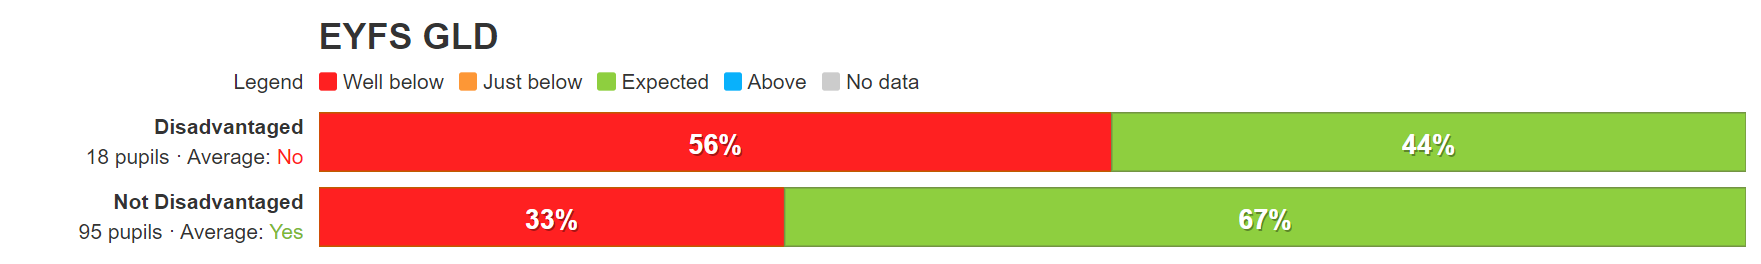 EYFS GLD
Legend Well below Just below Expected Above No data
Disadvantaged
18 pupils · Average: No
56% 44%
Not Disadvantaged
95 pupils · Average: Yes
33% 67%